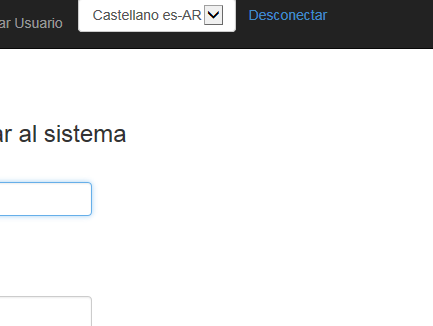 ar Usuario
Castellano es-AR
Desconectar
ar al sistema